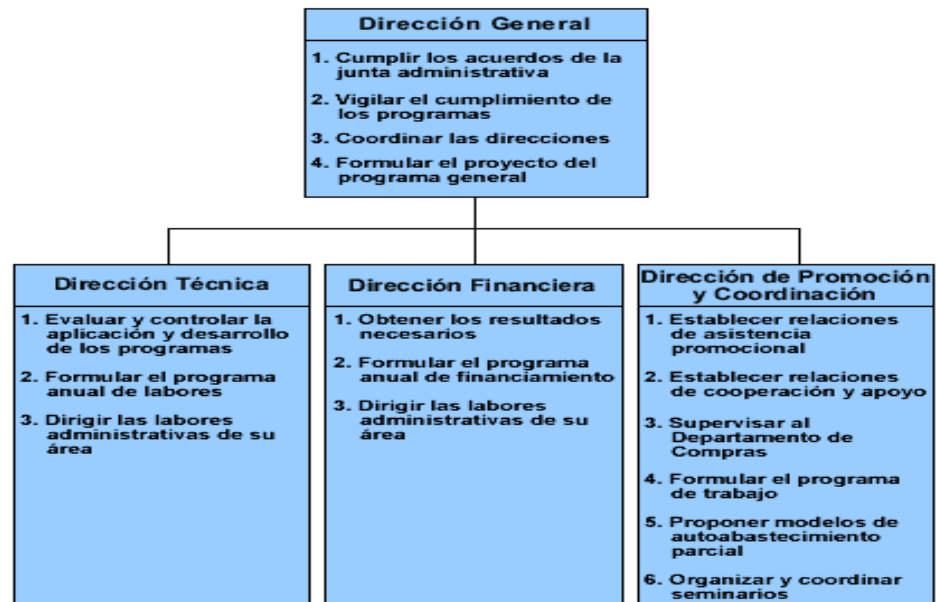 Dirección General
1. Cumplir los acuerdos de la
junta administrativa
2. Vigilar el cumplimiento de
los programas
3. Coordinar las direcciones
4. Formular el proyecto del
programa general
Dirección Técnica
1. Evaluar y controlar la
aplicación y desarrollo
de los programas
2. Formular el programa
anual de labores
3. Dirigir las labores
administrativas de su
área
Dirección Financiera
1. Obtener los resultados
necesarios
2. Formular el programa
anual de financiamiento
3. Dirigir las labores
administrativas de su
área
Dirección de Promoción
y Coordinación
1. Establecer relaciones
de asistencia
promocional
2. Establecer relaciones
de cooperación y apoyo
3. Supervisar al
Departamento de
Compras
4. Formular el programa
de trabajo
5. Proponer modelos de
autoabastecimiento
parcial
6. Organizar y coordinar
seminarios